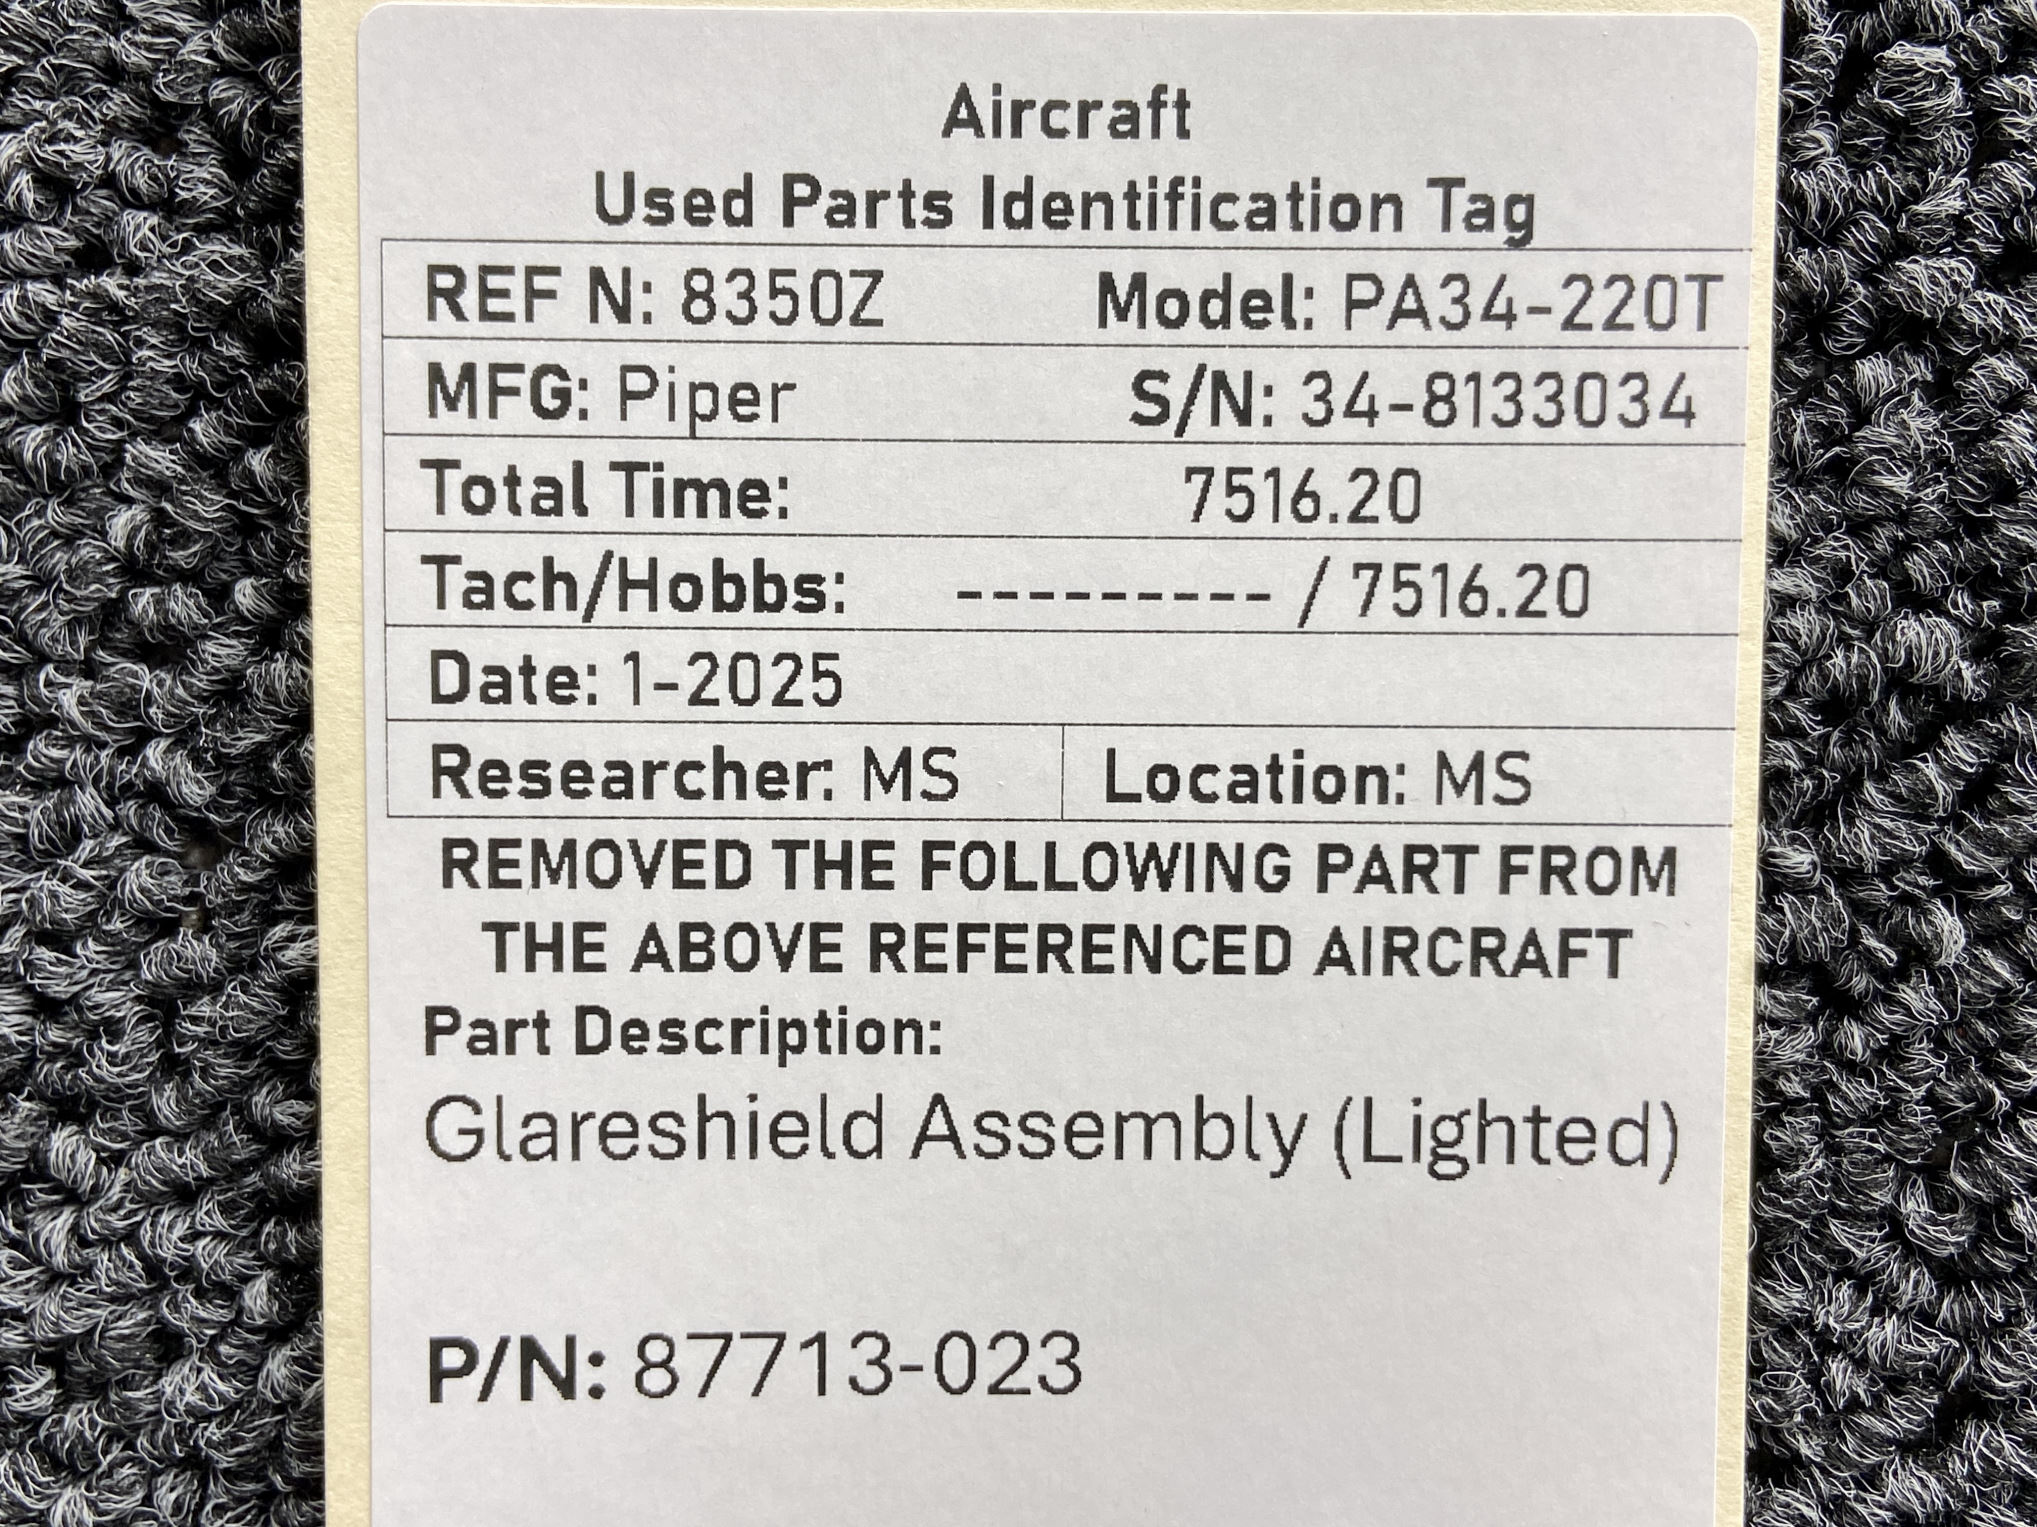 Aircraft
Used Parts Identification Tag
REF N: 8350Z Model: PA34-220T
MFG: Piper S/N: 34-8133034
Total Time: 7516.20
Tach/Hobbs: ---------- / 7516.20
Date: 1-2025
Researcher: MS Location: MS
REMOVED THE FOLLOWING PART FROM
THE ABOVE REFERENCED AIRCRAFT
Part Description:
Glareshield Assembly (Lighted)
P/N: 87713-023